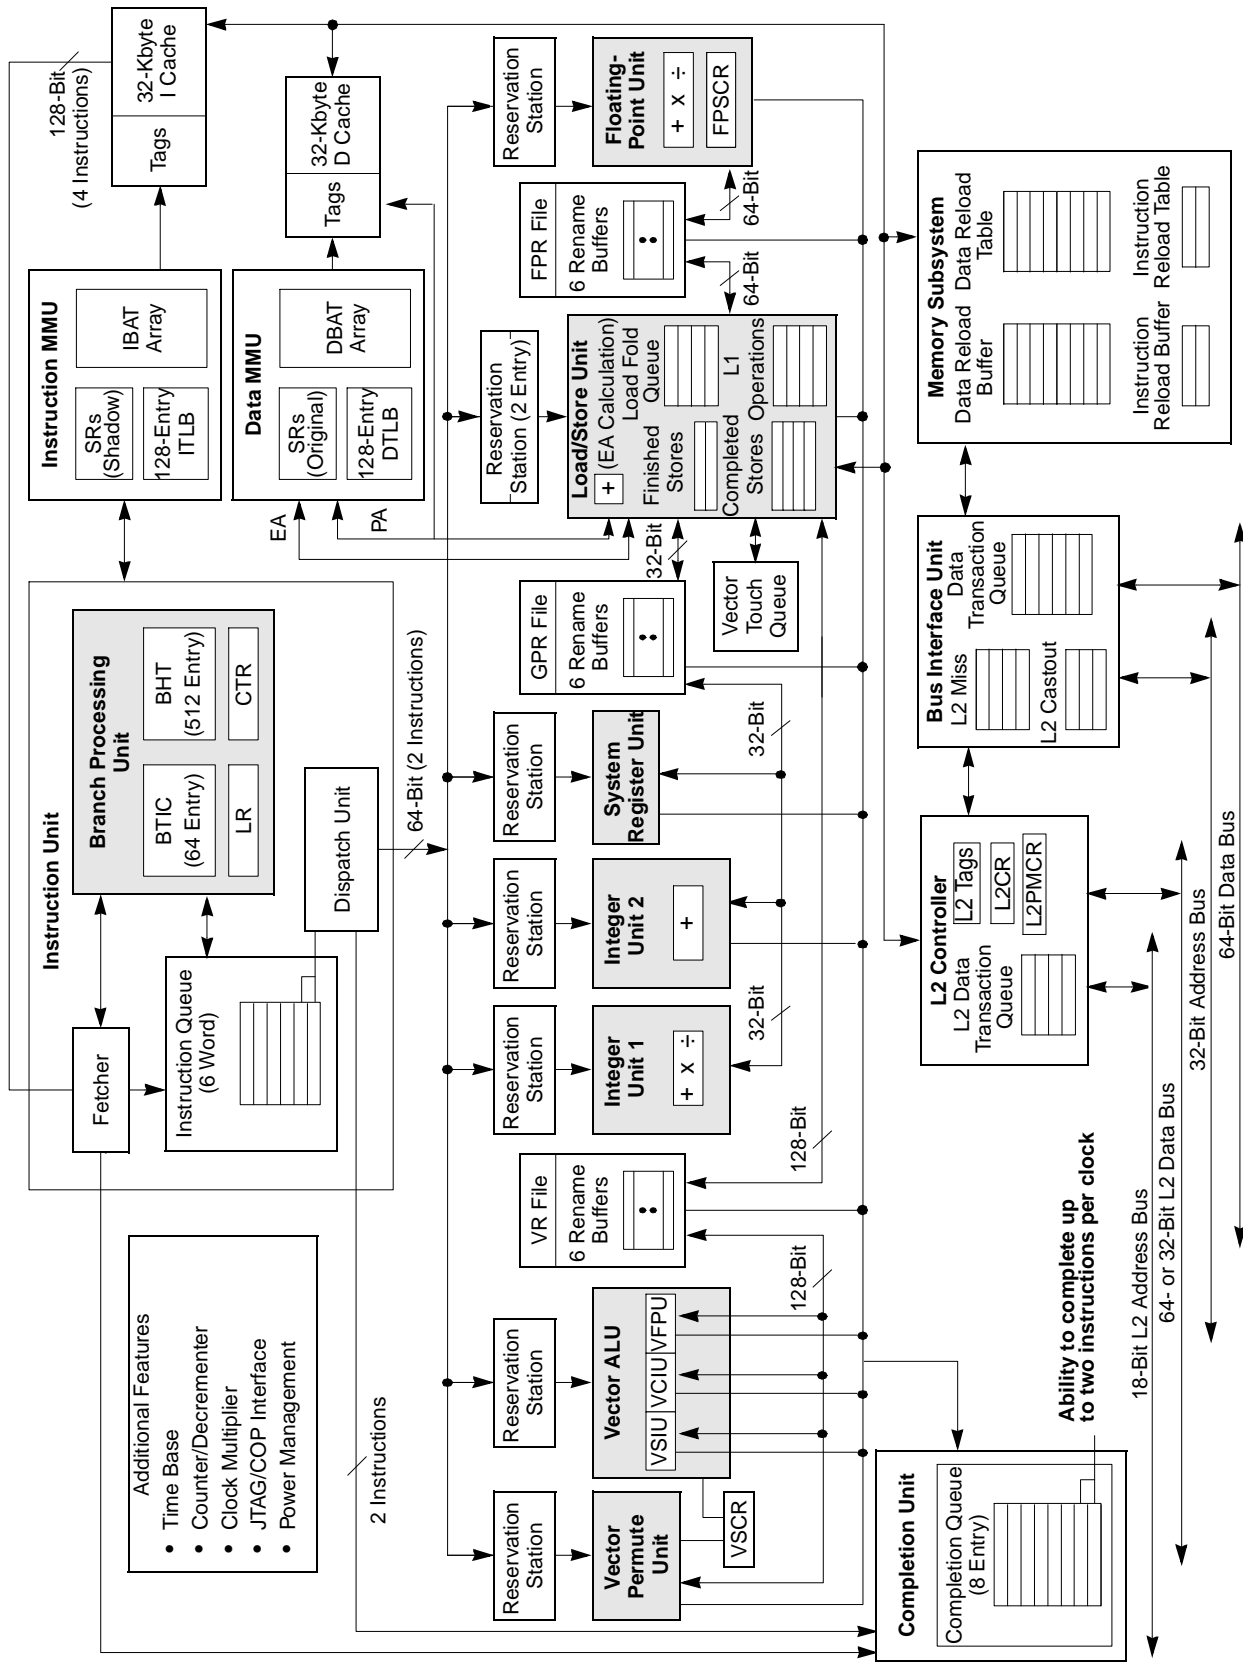 Additional Features
• Time Base
• Counter/Decrementer
• Clock Multiplier
• JTAG/COP Interface
• Power Management
Instruction Unit
Fetcher
Branch Processing
Unit
BTIC
(64 Entry)
BHT
(512 Entry)
LR
CTR
Instruction Queue
(6 Word)
Dispatch Unit
64-Bit (2 Instructions)
2 Instructions
128-Bit
(4 Instructions)
Instruction MMU
SRs
(Shadow)
128-Entry
ITLB
IBAT
Array
Tags
32-Kbyte
I Cache
Data MMU
SRs
(Original)
128-Entry
DTLB
DBAT
Array
Tags
32-Kbyte
D Cache
EA
PA
Reservation
Station
Vector
Permute
Unit
VSCR
Reservation
Station
Vector ALU
VSIU
VCIU
VFPU
128-Bit
VR File
6 Rename
Buffers
128-Bit
Reservation
Station
Integer
Unit 1
+ x ÷
32-Bit
Reservation
Station
Integer
Unit 2
+
Reservation
Station
System
Register Unit
32-Bit
GPR File
6 Rename
Buffers
32-Bit
Vector
Touch
Queue
Reservation
Station (2 Entry)
Load/Store Unit
+
(EA Calculation)
Load Fold
Queue
Finished
Stores
L1
Operations
Completed
Stores
64-Bit
FPR File
6 Rename
Buffers
64-Bit
Reservation
Station
Floating-
Point Unit
+ x ÷
FPSCR
Completion Unit
Completion Queue
(8 Entry)
Ability to complete up
to two instructions per clock
L2 Controller
L2 Data
Transaction
Queue
L2 Tags
L2CR
L2PMCR
Bus Interface Unit
L2 Miss
Data
Transaction
Queue
L2 Castout
Memory Subsystem
Data Reload
Buffer
Data Reload
Table
Instruction
Reload Buffer
Instruction
Reload Table
18-Bit L2 Address Bus
64- or 32-Bit L2 Data Bus
32-Bit Address Bus
64-Bit Data Bus